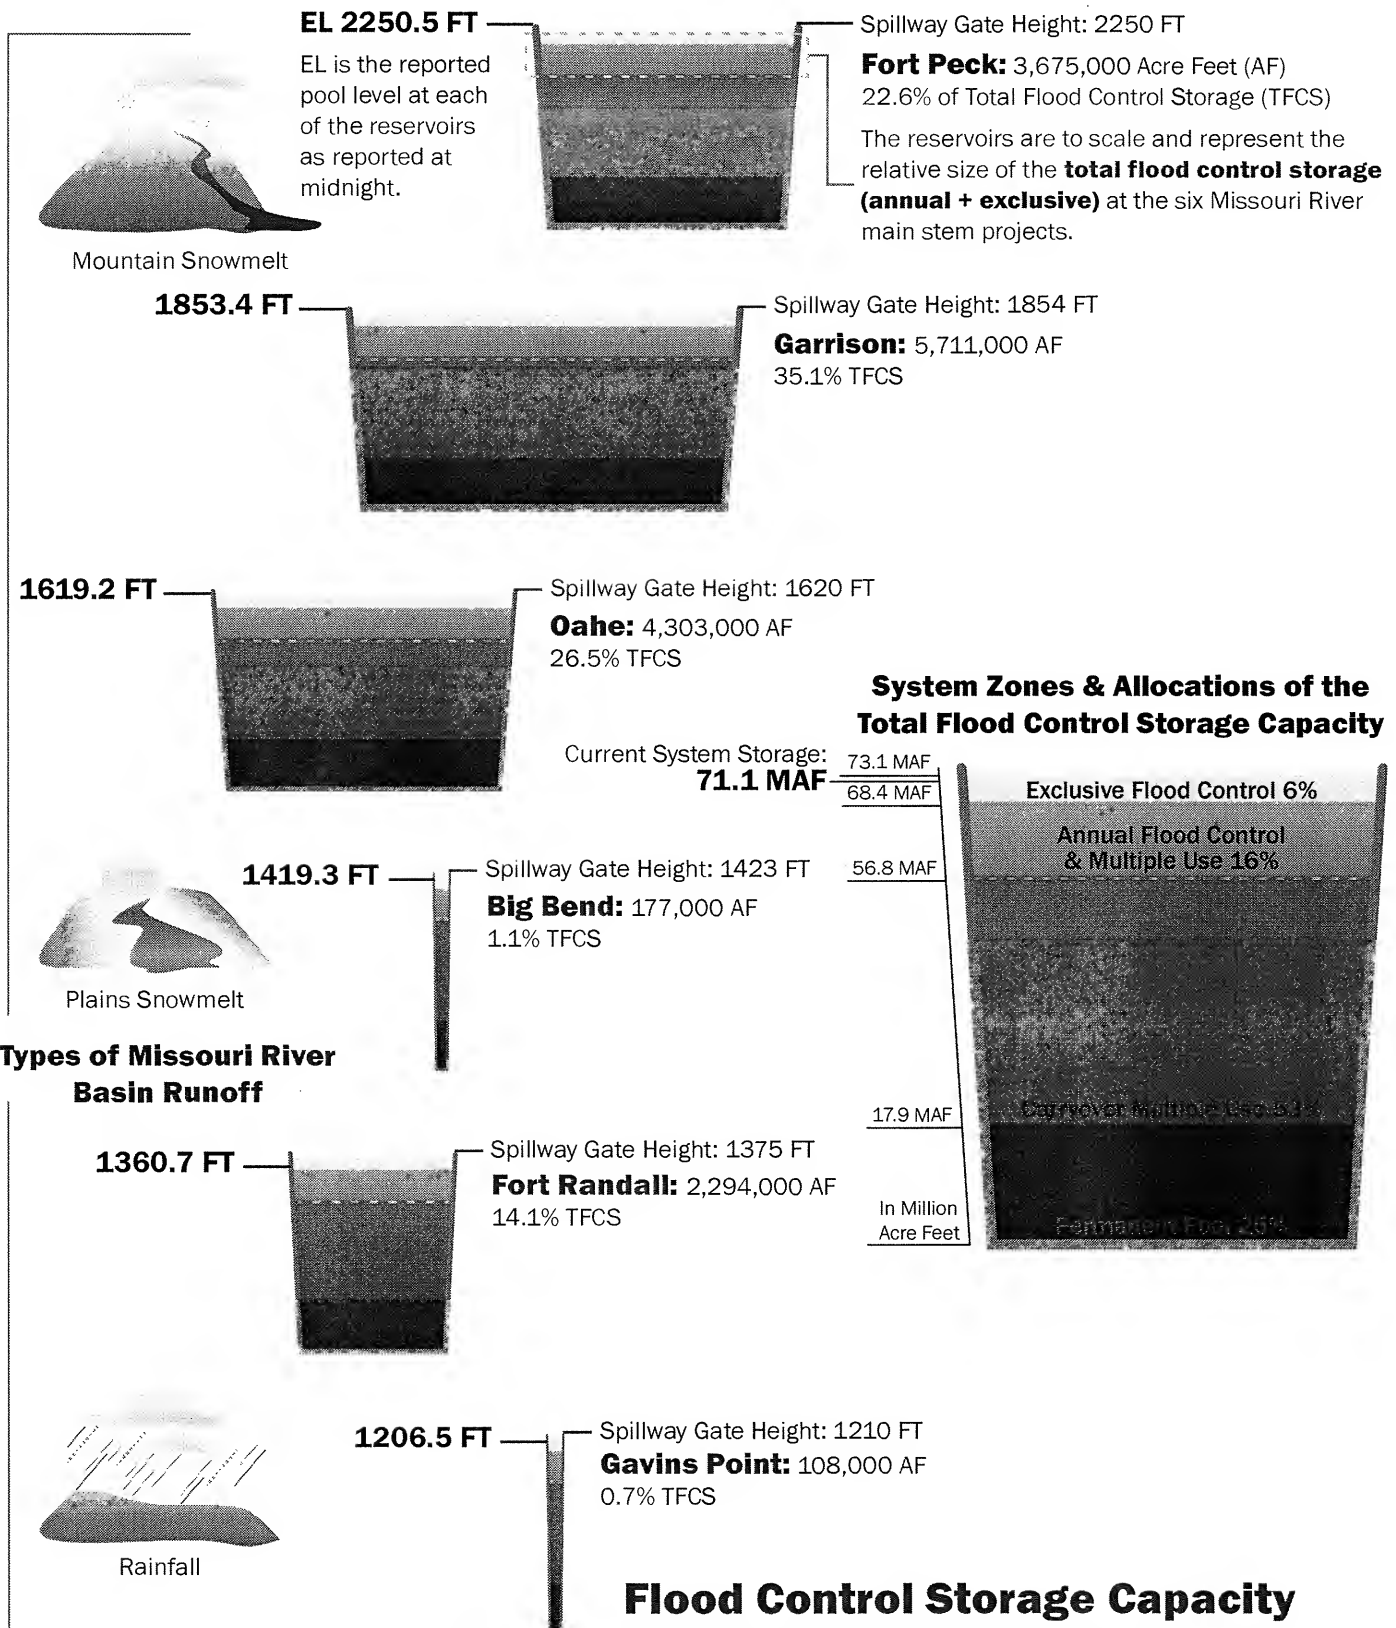 EL 2250.5 FT
EL is the reported
pool level at each
of the reservoirs
as reported at
midnight.
Spillway Gate Height: 2250 FT
Fort Peck: 3,675,000 Acre Feet (AF)
22.6% of Total Flood Control Storage (TFCS)
The reservoirs are to scale and represent the
relative size of the total flood control storage
(annual + exclusive) at the six Missouri River
main stem projects.
Mountain Snowmelt
1853.4 FT
Spillway Gate Height: 1854 FT
Garrison: 5,711,000 AF
35.1% TFCS
1619.2 FT
Spillway Gate Height: 1620 FT
Oahe: 4,303,000 AF
26.5% TFCS
System Zones & Allocations of the
Total Flood Control Storage Capacity
Current System Storage:
71.1 MAF
73.1 MAF
68.4 MAF
56.8 MAF
17.9 MAF
In Million
Acre Feet
Exclusive Flood Control 6%
Annual Flood Control
& Multiple Use 16%
Carryover Multiple Use 53%
Permanent Pool 25%
1419.3 FT
Spillway Gate Height: 1423 FT
Big Bend: 177,000 AF
1.1% TFCS
Plains Snowmelt
Types of Missouri River
Basin Runoff
1360.7 FT
Spillway Gate Height: 1375 FT
Fort Randall: 2,294,000 AF
14.1% TFCS
1206.5 FT
Spillway Gate Height: 1210 FT
Gavins Point: 108,000 AF
0.7% TFCS
Rainfall
Flood Control Storage Capacity